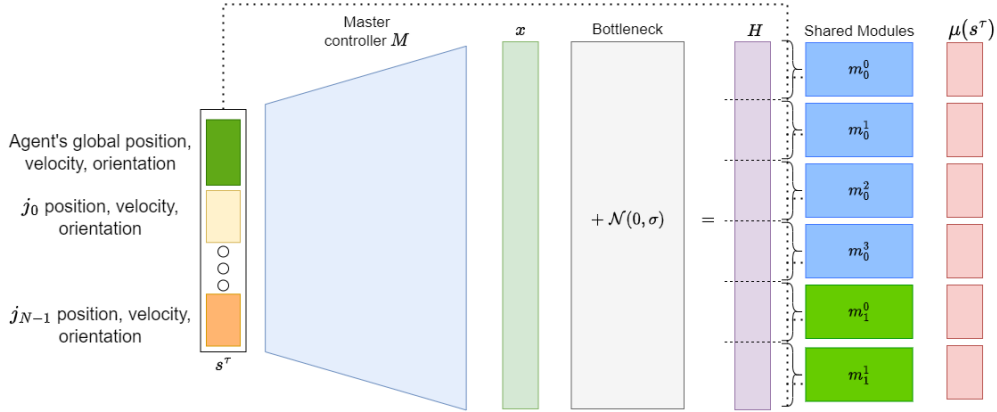 Master
controller M
x
Bottleneck
H
Shared Modules
μ(s^τ)
Agent's global position,
velocity, orientation
j_0 position, velocity,
orientation
j_{N−1} position, velocity,
orientation
s^τ
+ 𝒩(0, σ)
=
m_0^0
m_0^1
m_0^2
m_0^3
m_1^0
m_1^1